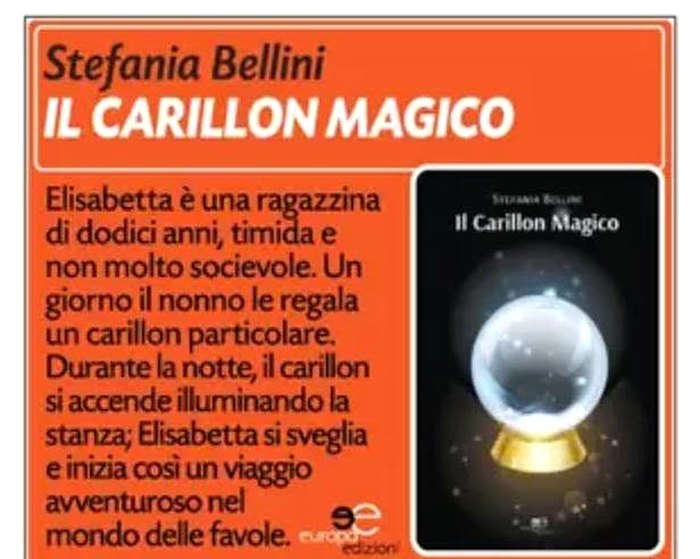 Stefania Bellini
IL CARILLON MAGICO
Elisabetta è una ragazzina
di dodici anni, timida e
non molto socievole. Un
giorno il nonno le regala
un carillon particolare.
Durante la notte, il carillon
si accende illuminando la
stanza; Elisabetta si sveglia
e inizia così un viaggio
avventuroso nel
mondo delle favole.
Stefania Bellini
Il Carillon Magico
europa
edizioni